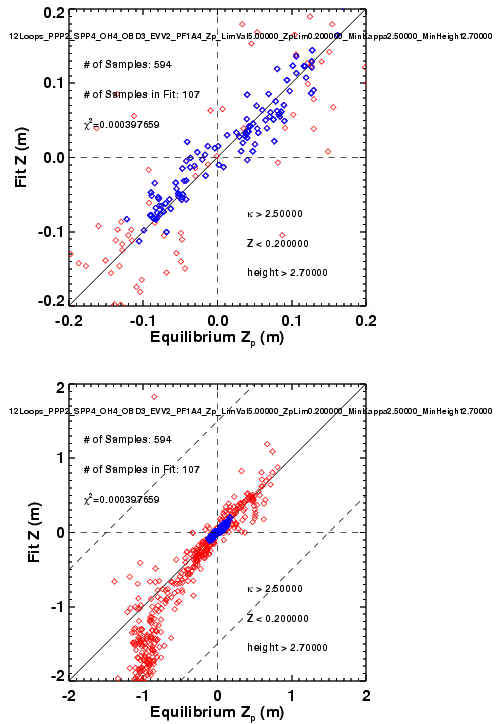 0.2
12Loops_PPP2_SPP4_OH4_OBD3_EVV2_PF1A4_Zp_LimVal5.00000_ZpLim0.200000_MinKappa2.50000_MinHeight2.70000
# of Samples: 594
0.1
# of Samples in Fit: 107
χ²=0.000397659
Fit Z (m)
0.0
κ > 2.50000
-0.1
Z < 0.200000
height > 2.70000
-0.2
-0.2 -0.1 0.0 0.1 0.2
Equilibrium Zp (m)
2
12Loops_PPP2_SPP4_OH4_OBD3_EVV2_PF1A4_Zp_LimVal5.00000_ZpLim0.200000_MinKappa2.50000_MinHeight2.70000
# of Samples: 594
1
# of Samples in Fit: 107
χ²=0.000397659
Fit Z (m)
0
κ > 2.50000
-1
Z < 0.200000
height > 2.70000
-2
-2 -1 0 1 2
Equilibrium Zp (m)